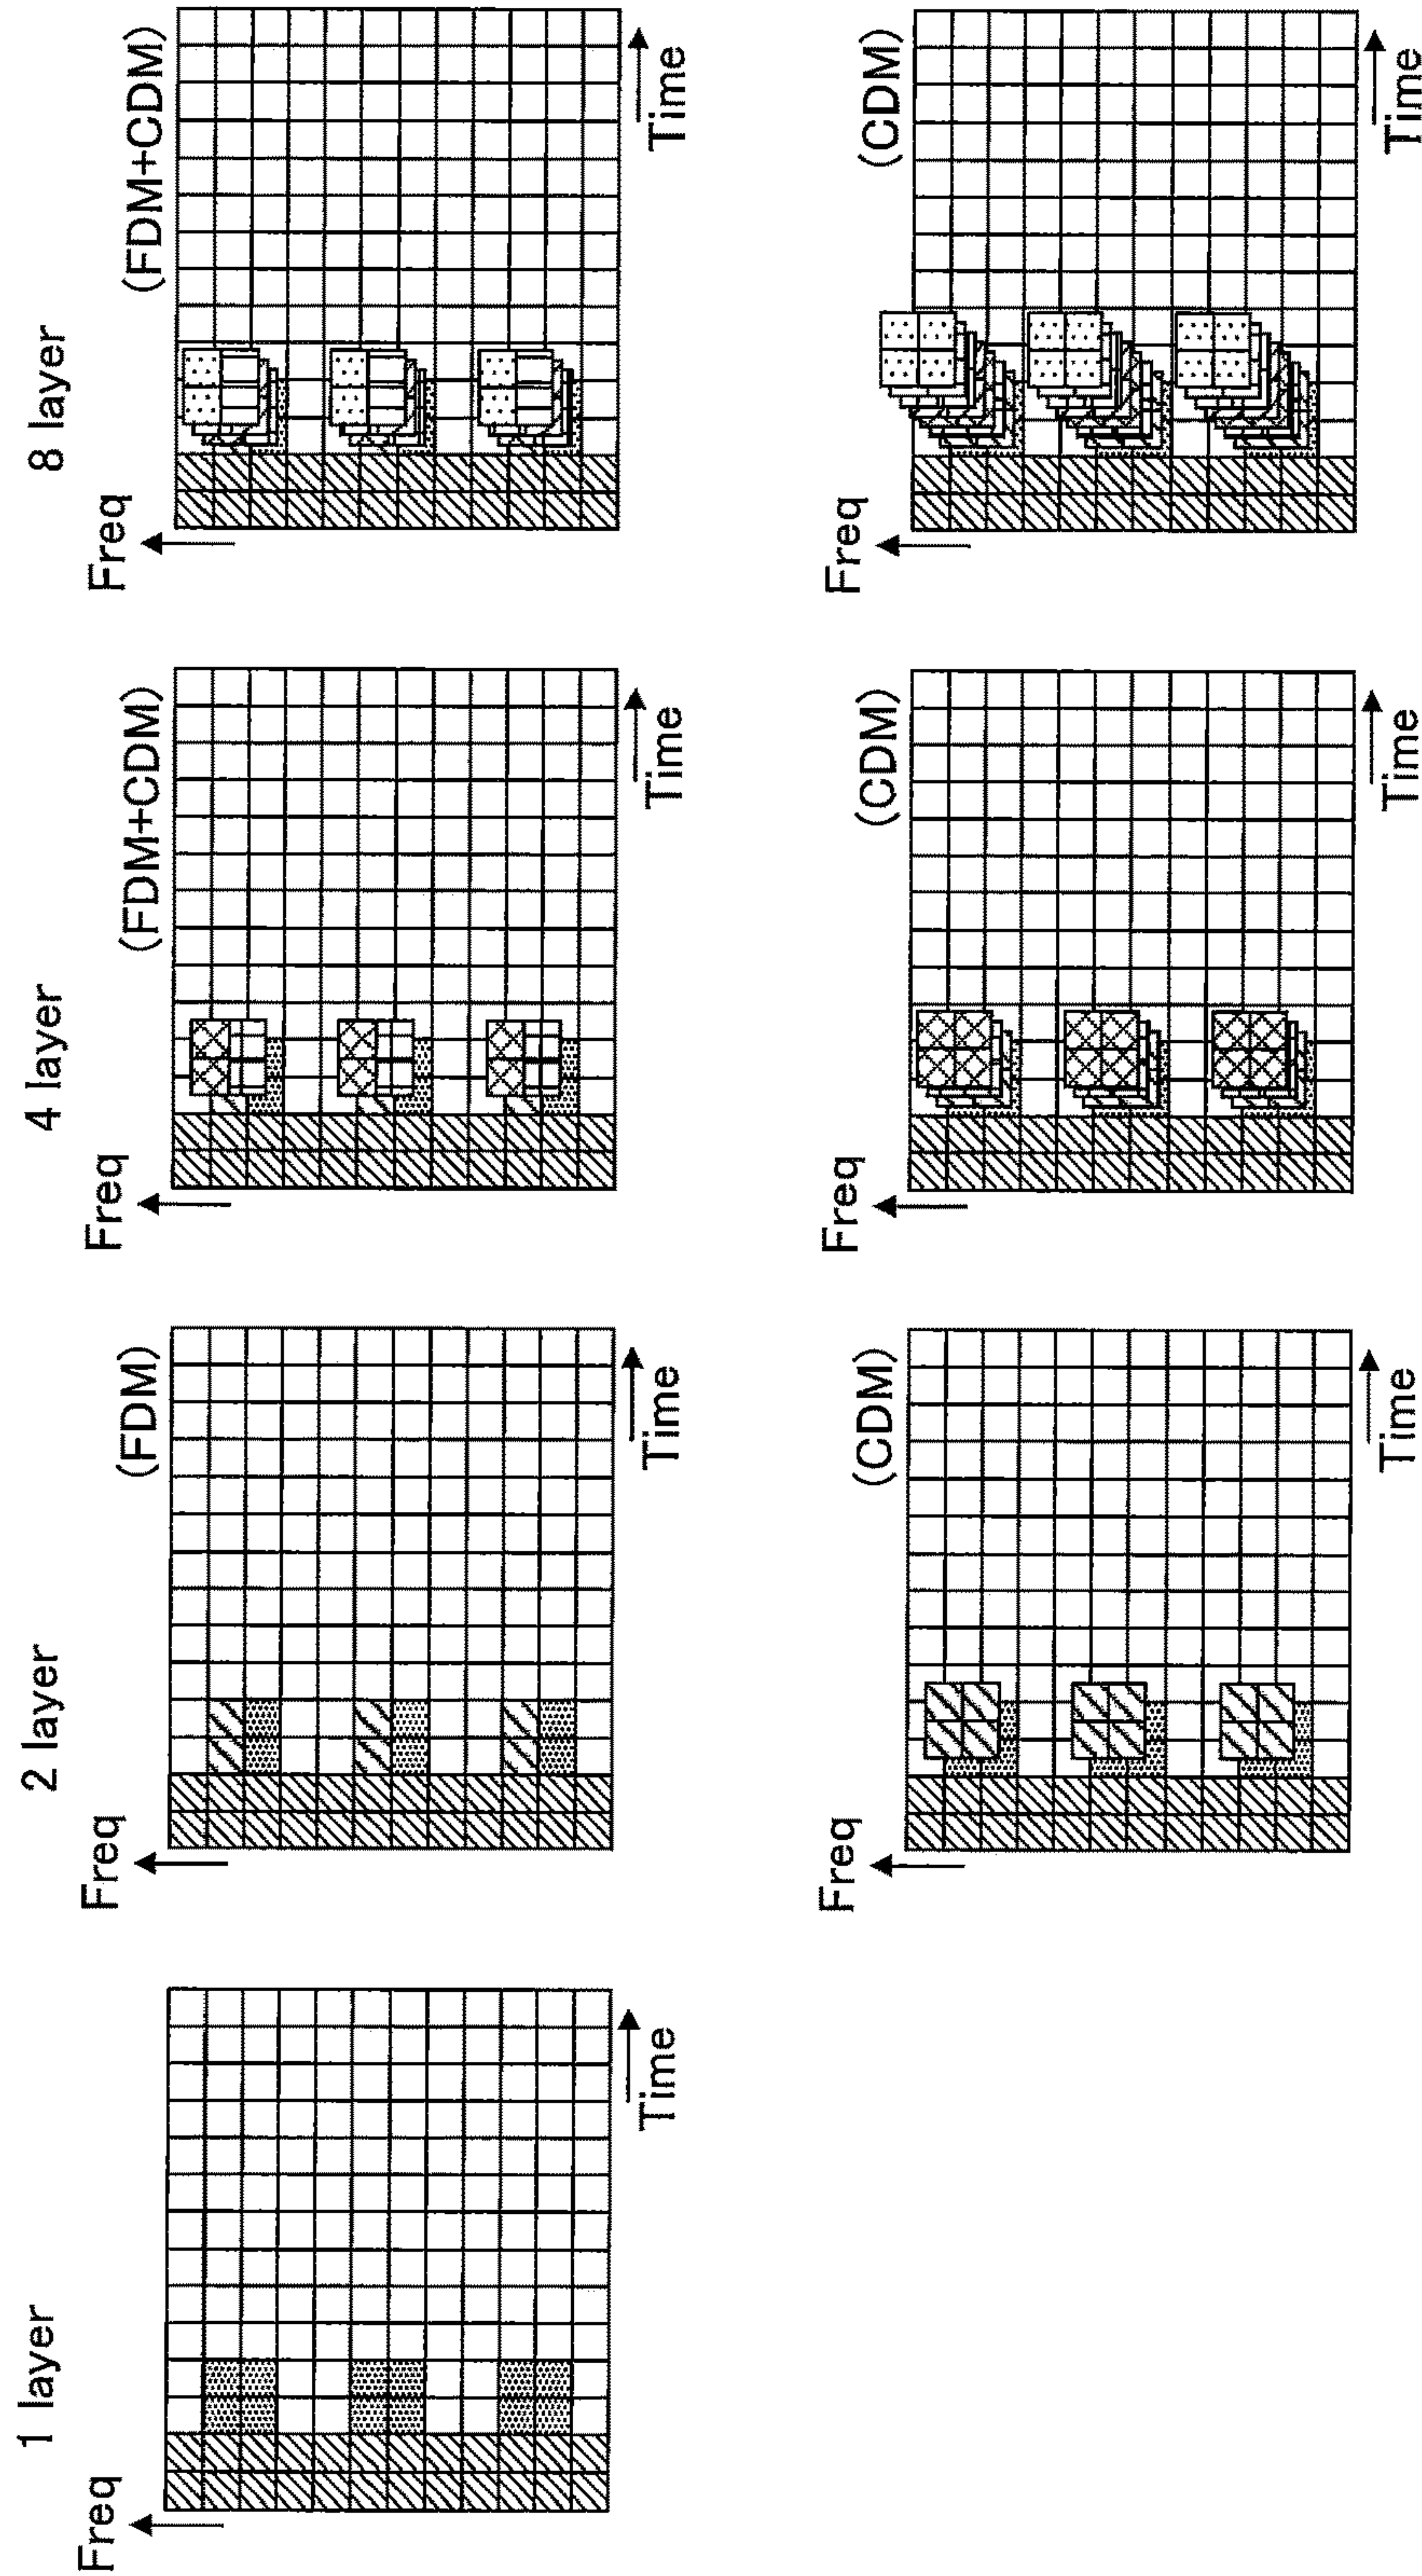 1 layer
Freq
Time
2 layer
(FDM)
Freq
Time
(CDM)
Freq
Time
4 layer
(FDM+CDM)
Freq
Time
(CDM)
Freq
Time
8 layer
(FDM+CDM)
Freq
Time
(CDM)
Freq
Time